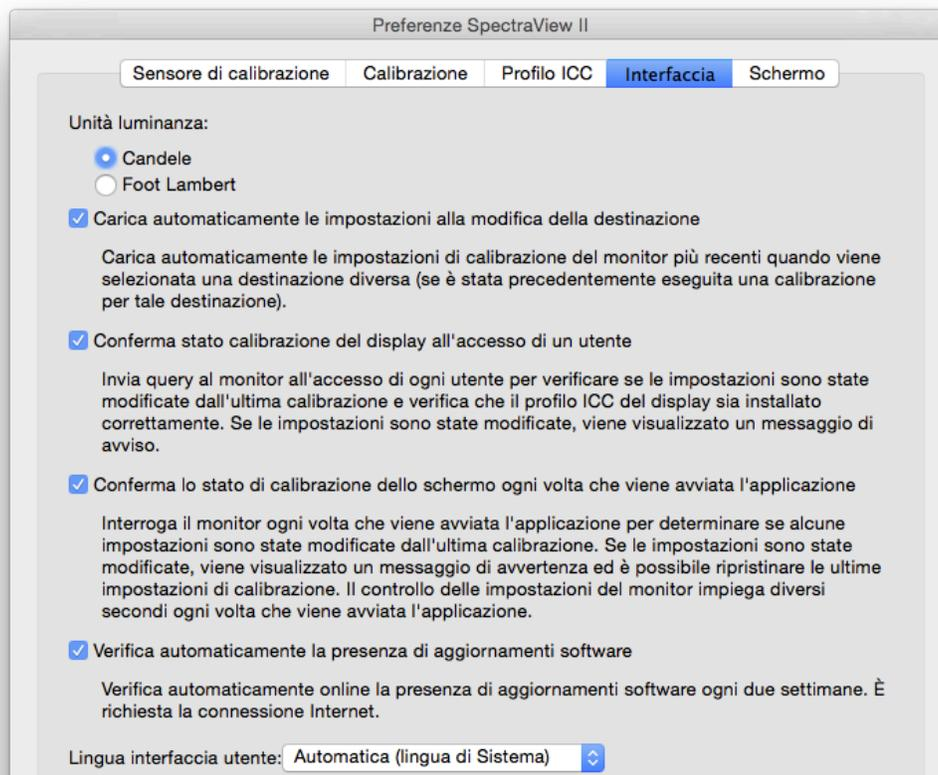 Preferenze SpectraView II
Sensore di calibrazione
Calibrazione
Profilo ICC
Interfaccia
Schermo
Unità luminanza:
Candele
Foot Lambert
Carica automaticamente le impostazioni alla modifica della destinazione
Carica automaticamente le impostazioni di calibrazione del monitor più recenti quando viene
selezionata una destinazione diversa (se è stata precedentemente eseguita una calibrazione
per tale destinazione).
Conferma stato calibrazione del display all'accesso di un utente
Invia query al monitor all'accesso di ogni utente per verificare se le impostazioni sono state
modificate dall'ultima calibrazione e verifica che il profilo ICC del display sia installato
correttamente. Se le impostazioni sono state modificate, viene visualizzato un messaggio di
avviso.
Conferma lo stato di calibrazione dello schermo ogni volta che viene avviata l'applicazione
Interroga il monitor ogni volta che viene avviata l'applicazione per determinare se alcune
impostazioni sono state modificate dall'ultima calibrazione. Se le impostazioni sono state
modificate, viene visualizzato un messaggio di avvertenza ed è possibile ripristinare le ultime
impostazioni di calibrazione. Il controllo delle impostazioni del monitor impiega diversi
secondi ogni volta che viene avviata l'applicazione.
Verifica automaticamente la presenza di aggiornamenti software
Verifica automaticamente online la presenza di aggiornamenti software ogni due settimane. È
richiesta la connessione Internet.
Lingua interfaccia utente: Automatica (lingua di Sistema)